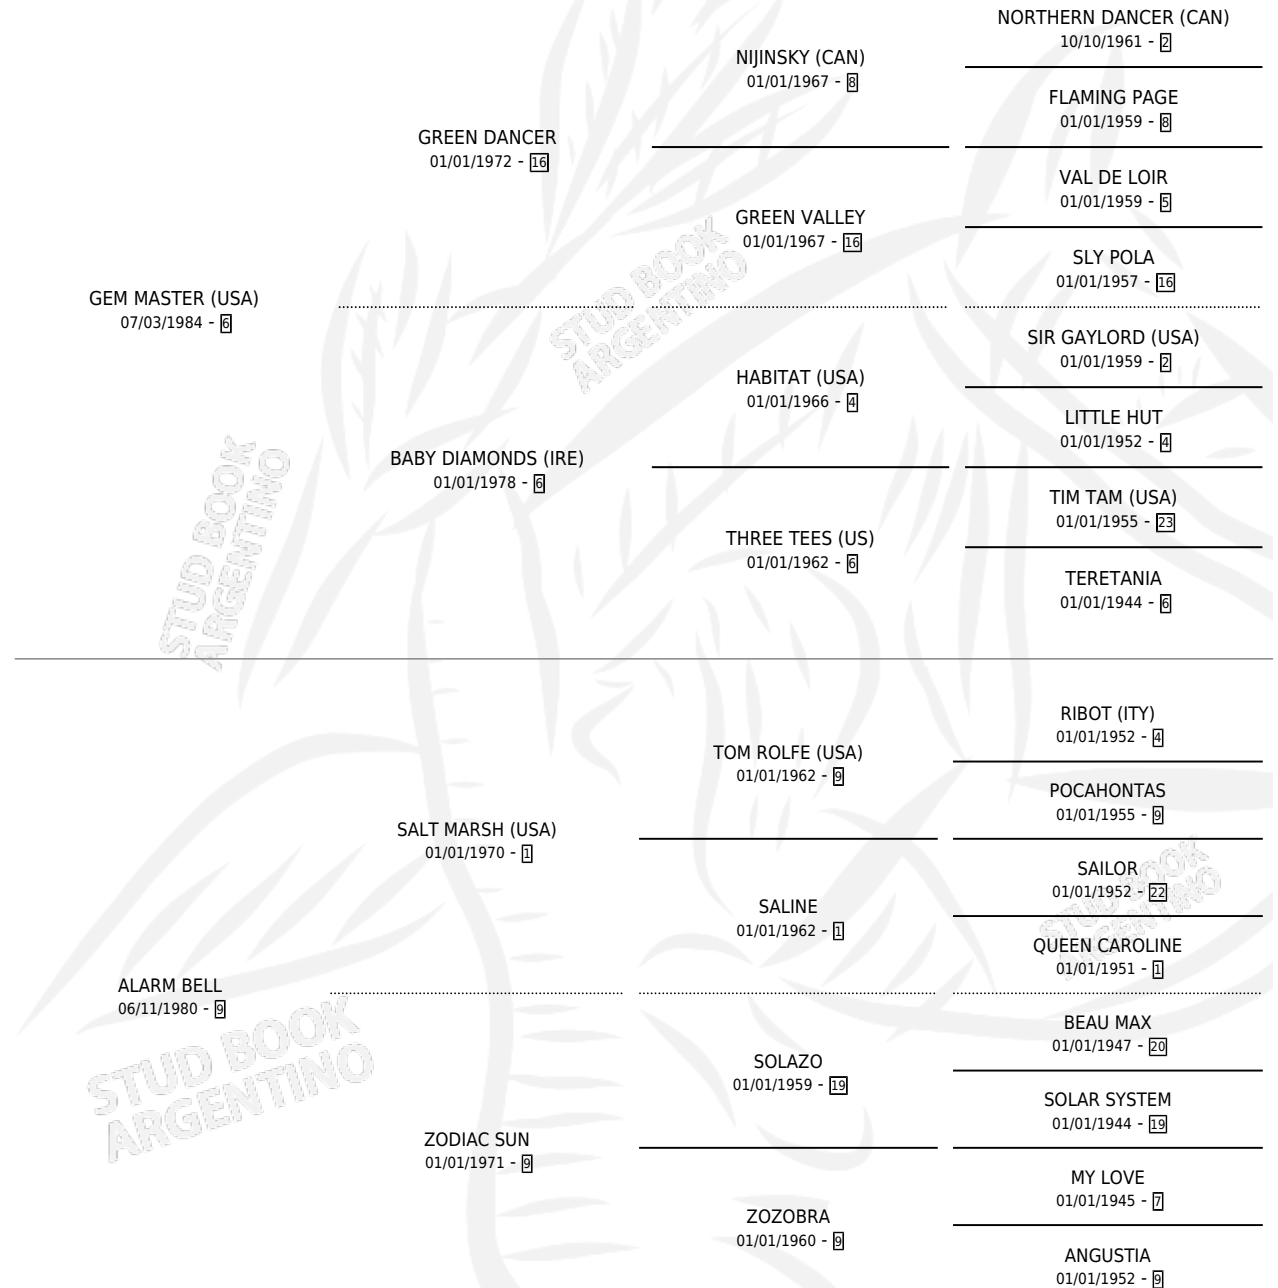 NORTHERN DANCER (CAN)
10/10/1961 - 2
NIJINSKY (CAN)
01/01/1967 - 8
FLAMING PAGE
01/01/1959 - 8
GREEN DANCER
01/01/1972 - 16
VAL DE LOIR
01/01/1959 - 5
GREEN VALLEY
01/01/1967 - 16
SLY POLA
01/01/1957 - 16
GEM MASTER (USA)
07/03/1984 - 6
STUD BOOK
ARGENTINO
SIR GAYLORD (USA)
01/01/1959 - 2
HABITAT (USA)
01/01/1966 - 4
LITTLE HUT
01/01/1952 - 4
BABY DIAMONDS (IRE)
01/01/1978 - 6
TIM TAM (USA)
01/01/1955 - 23
THREE TEES (US)
01/01/1962 - 6
TERETANIA
01/01/1944 - 6
STUD BOOK
ARGENTINO
RIBOT (ITY)
01/01/1952 - 4
TOM ROLFE (USA)
01/01/1962 - 9
POCAHONTAS
01/01/1955 - 9
SALT MARSH (USA)
01/01/1970 - 1
SAILOR
01/01/1952 - 22
STUD BOOK
ARGENTINO
SALINE
01/01/1962 - 1
QUEEN CAROLINE
01/01/1951 - 1
ALARM BELL
06/11/1980 - 9
STUD BOOK
ARGENTINO
BEAU MAX
01/01/1947 - 20
SOLAZO
01/01/1959 - 19
SOLAR SYSTEM
01/01/1944 - 19
ZODIAC SUN
01/01/1971 - 9
MY LOVE
01/01/1945 - 7
ZOZOBRA
01/01/1960 - 9
ANGUSTIA
01/01/1952 - 9